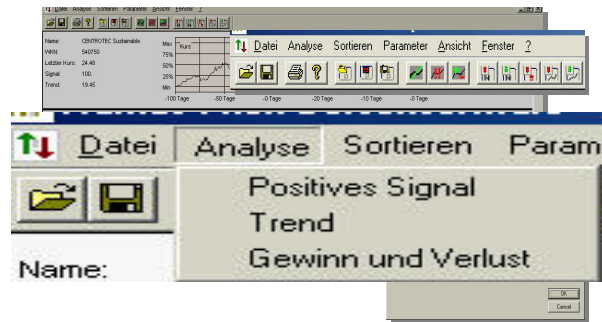 Datei Analyse Sortieren Parameter Ansicht Fenster ?
Name: CENTROTEC Sustainable
WKN: 540750
Letzter Kurs: 24.48
Signal: 100.
Trend: 19.45
Max
75%
50%
25%
Min
Kurs
-100 Tage -50 Tage -0 Tage -20 Tage -10 Tage -0 Tage
Datei Analyse Sortieren Parameter Ansicht Fenster ?
IN IN
Datei Analyse Sortieren Param
Positives Signal
Trend
Gewinn und Verlust
Name:
OK
Cancel